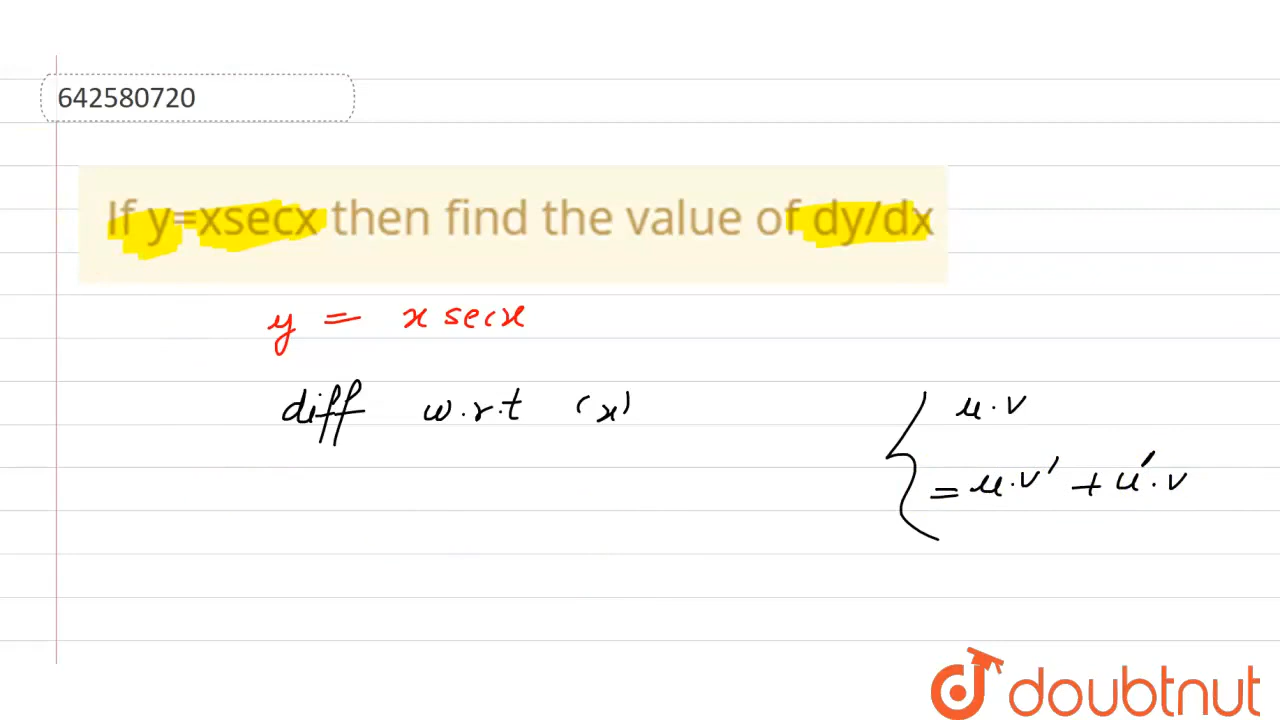 642580720
If y=xsecx then find the value of dy/dx
y = x secx
diff w.r.t (x)
u.v
= u.v' + u'.v
doubtnut